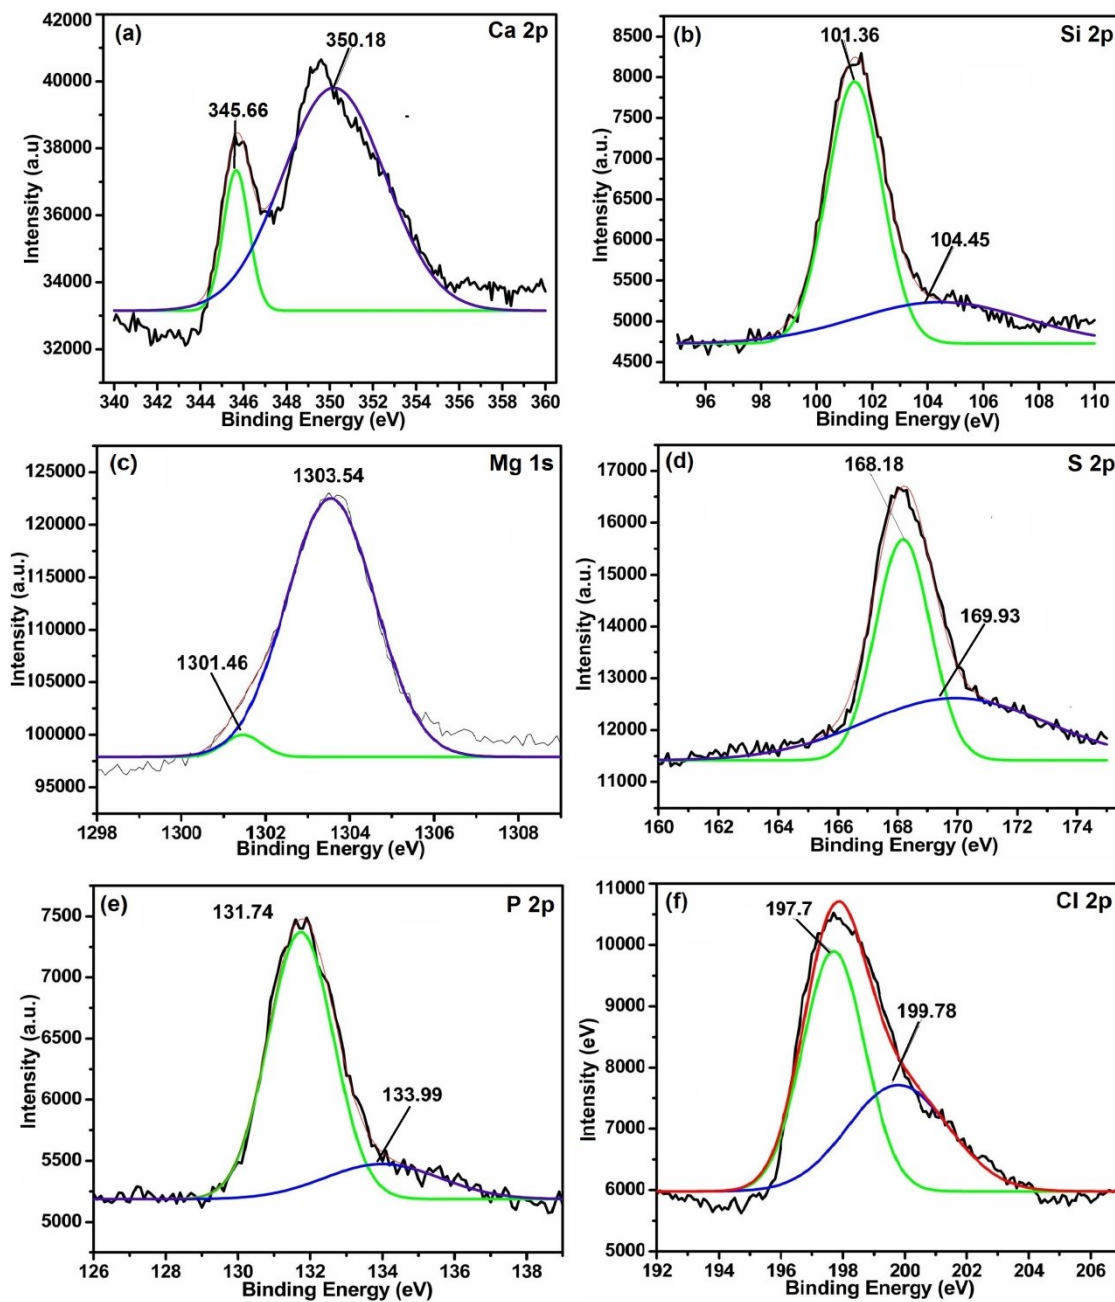 (a)
Ca 2p
350.18
345.66
42000
40000
38000
36000
34000
32000
Intensity (a.u)
340 342 344 346 348 350 352 354 356 358 360
Binding Energy (eV)
(b)
Si 2p
101.36
104.45
8500
8000
7500
7000
6500
6000
5500
5000
4500
Intensity (a.u)
96 98 100 102 104 106 108 110
Binding Energy (eV)
(c)
Mg 1s
1303.54
1301.46
125000
120000
115000
110000
105000
100000
95000
Intensity (a.u.)
1298 1300 1302 1304 1306 1308
Binding Energy (eV)
(d)
S 2p
168.18
169.93
17000
16000
15000
14000
13000
12000
11000
Intensity (a.u.)
160 162 164 166 168 170 172 174
Binding Energy (eV)
(e)
P 2p
131.74
133.99
7500
7000
6500
6000
5500
5000
Intensity (a.u.)
126 128 130 132 134 136 138
Binding Energy (eV)
(f)
Cl 2p
197.7
199.78
11000
10000
9000
8000
7000
6000
5000
Intensity (eV)
192 194 196 198 200 202 204 206
Binding Energy (eV)